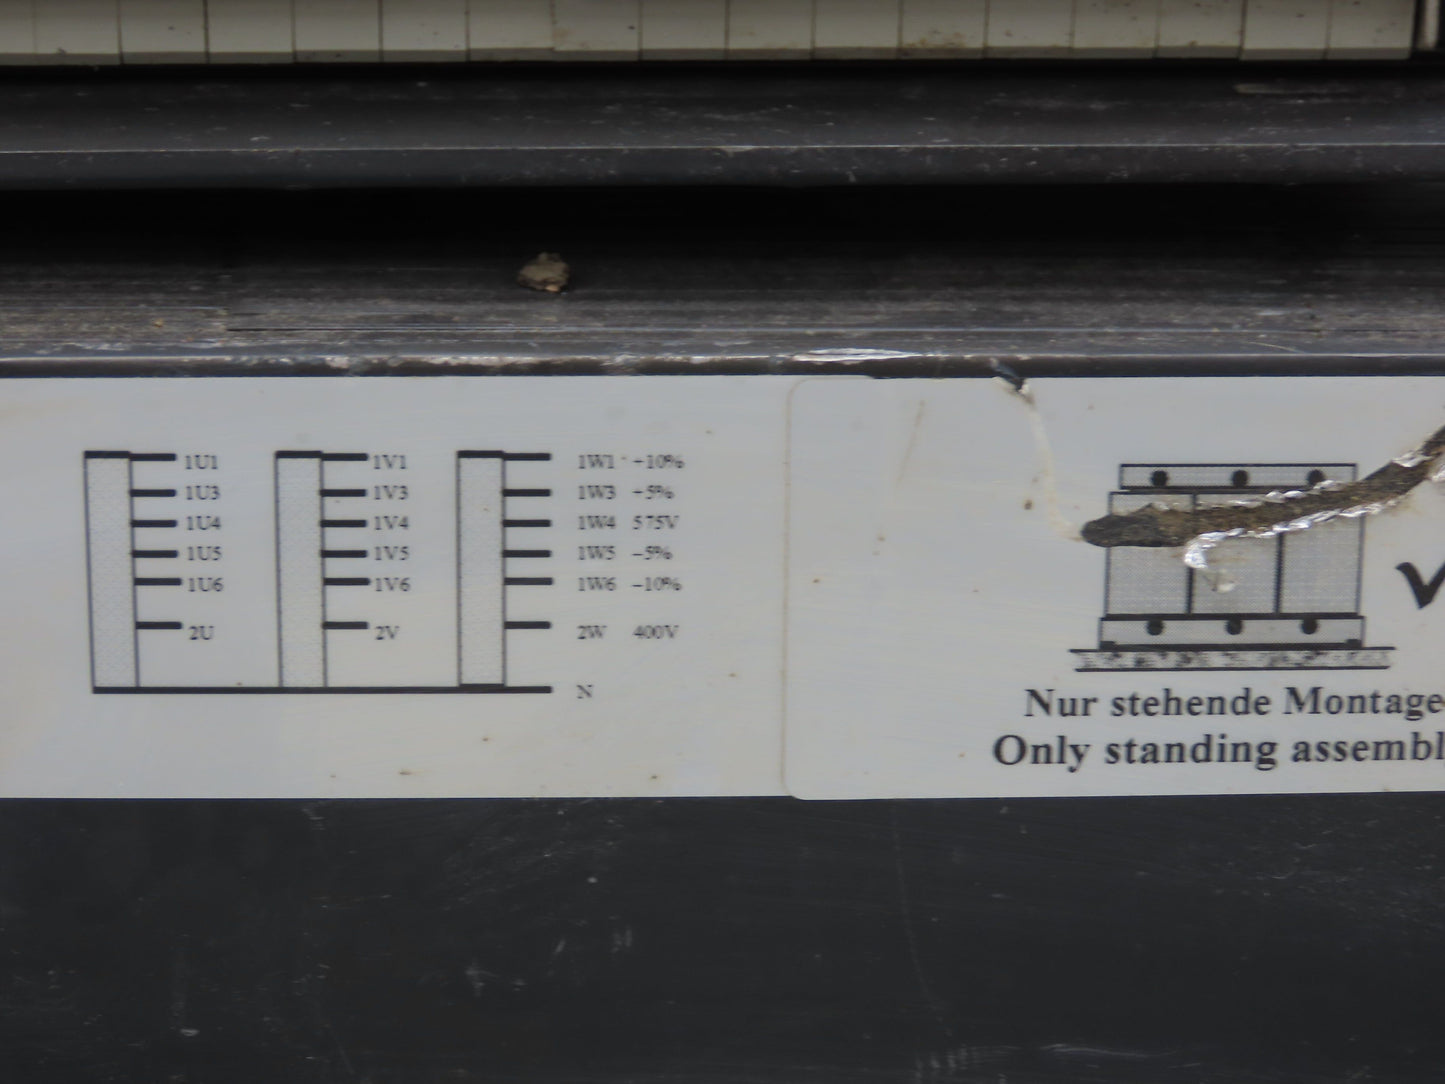 1U1 1V1 1W1 +10%
1U3 1V3 1W3 +5%
1U4 1V4 1W4 575V
1U5 1V5 1W5 -5%
1U6 1V6 1W6 -10%
2U 2V 2W 400V
N
Nur stehende Montage
Only standing assembl